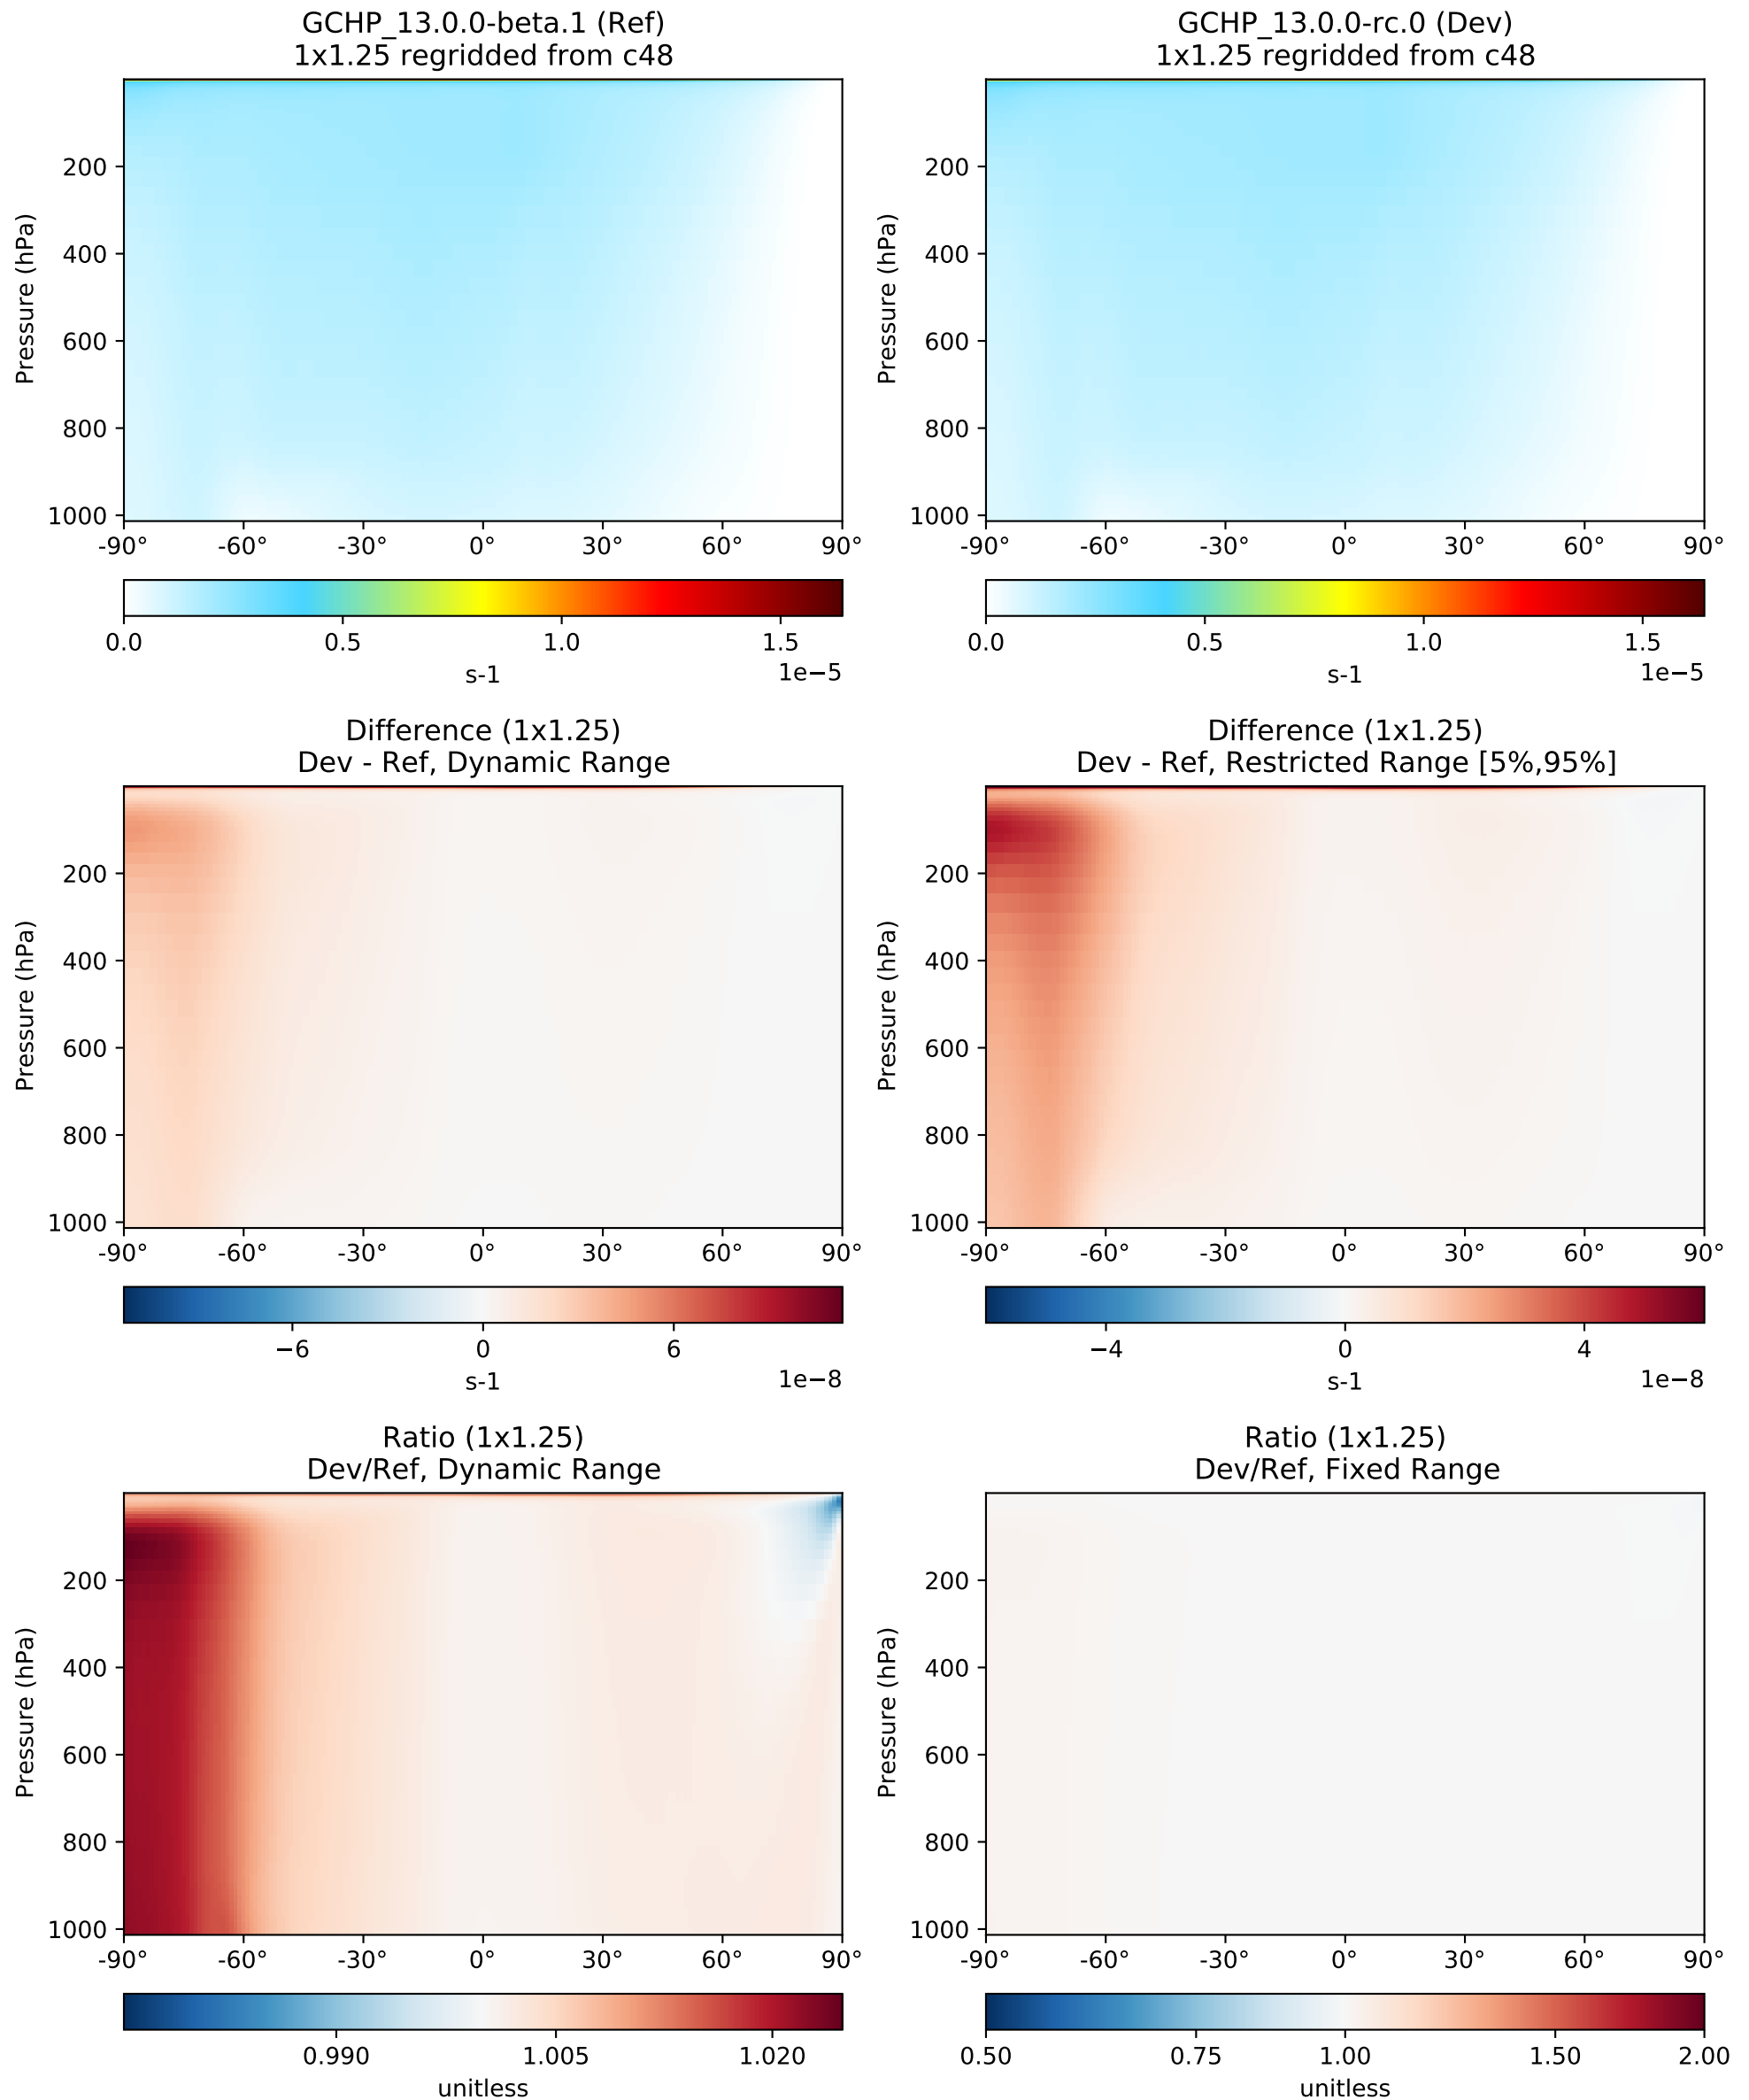 GCHP_13.0.0-beta.1 (Ref)
1x1.25 regridded from c48
Pressure (hPa)
200
400
600
800
1000
-90° -60° -30° 0° 30° 60° 90°
0.0 0.5 1.0 1.5
1e−5
s-1
GCHP_13.0.0-rc.0 (Dev)
1x1.25 regridded from c48
Pressure (hPa)
200
400
600
800
1000
-90° -60° -30° 0° 30° 60° 90°
0.0 0.5 1.0 1.5
1e−5
s-1
Difference (1x1.25)
Dev - Ref, Dynamic Range
Pressure (hPa)
200
400
600
800
1000
-90° -60° -30° 0° 30° 60° 90°
−6 0 6
1e−8
s-1
Difference (1x1.25)
Dev - Ref, Restricted Range [5%,95%]
Pressure (hPa)
200
400
600
800
1000
-90° -60° -30° 0° 30° 60° 90°
−4 0 4
1e−8
s-1
Ratio (1x1.25)
Dev/Ref, Dynamic Range
Pressure (hPa)
200
400
600
800
1000
-90° -60° -30° 0° 30° 60° 90°
0.990 1.005 1.020
unitless
Ratio (1x1.25)
Dev/Ref, Fixed Range
Pressure (hPa)
200
400
600
800
1000
-90° -60° -30° 0° 30° 60° 90°
0.50 0.75 1.00 1.50 2.00
unitless